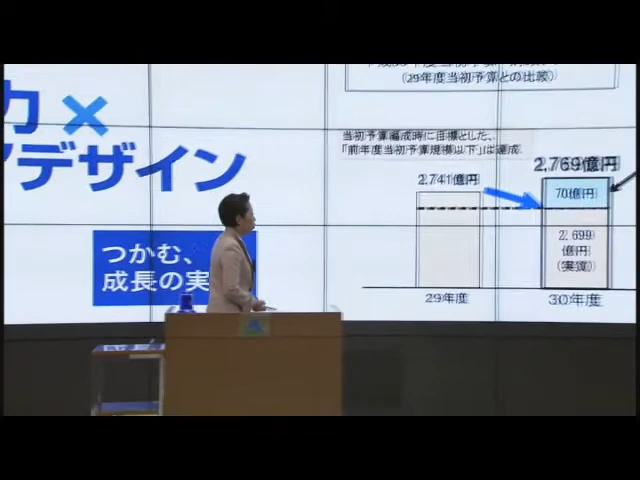 力×
デザイン
つかむ、
成長の実
(29年度当初予算との比較)
当初予算編成時に目標とした、
「前年度当初予算規模以下」は達成
2,769億円
2,741億円
70億円
2,699
億円
(実質)
29年度
30年度